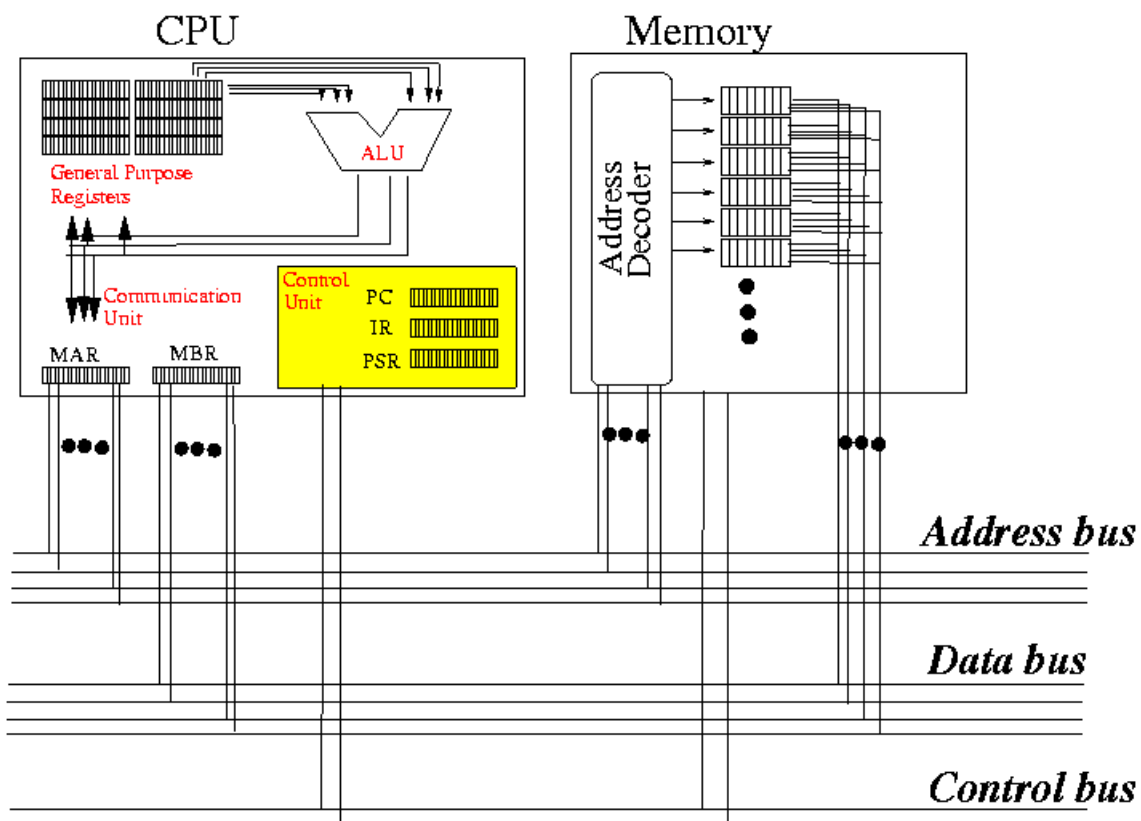 CPU
Memory
General Purpose
Registers
ALU
Address
Decoder
Communication
Unit
Control
Unit
PC
IR
PSR
MAR
MBR
Address bus
Data bus
Control bus